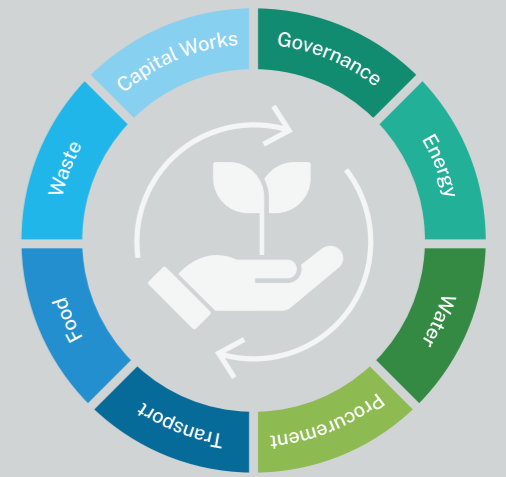 Governance
Energy
Water
Procurement
Transport
Food
Waste
Capital Works